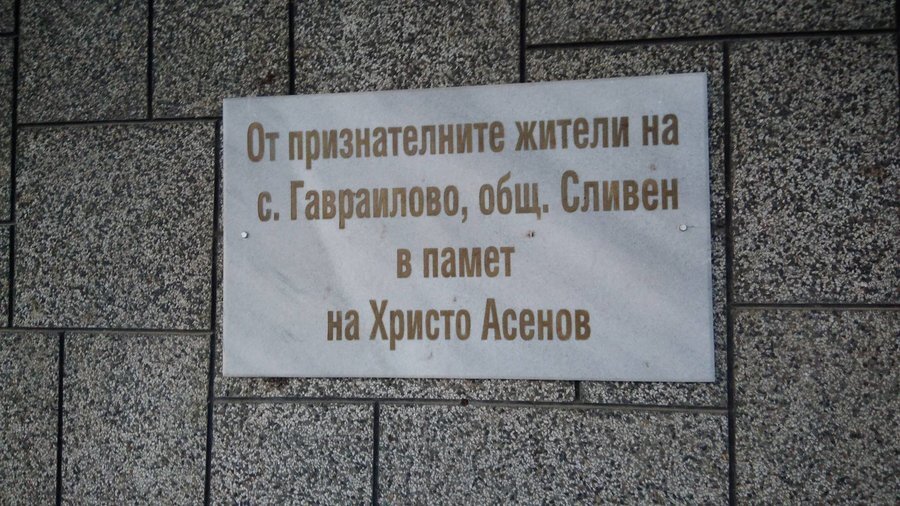 От признателните жители на
с. Гавраилово, общ. Сливен
в памет
на Христо Асенов